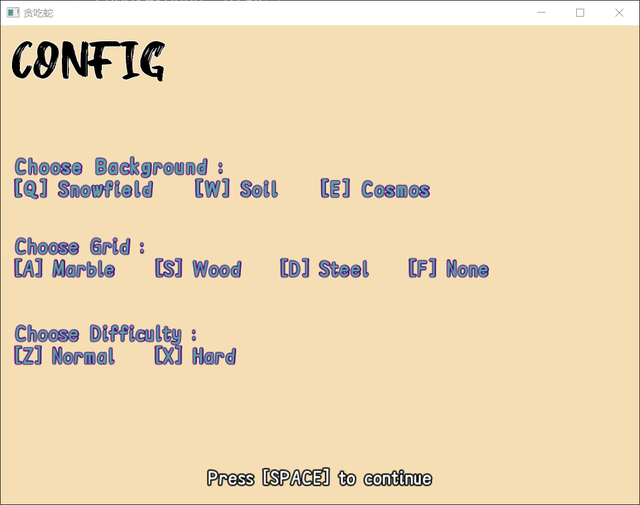 贪吃蛇
CONFIG
Choose Background :
[Q] Snowfield [W] Soil [E] Cosmos
Choose Grid :
[A] Marble [S] Wood [D] Steel [F] None
Choose Difficulty :
[Z] Normal [X] Hard
Press [SPACE] to continue